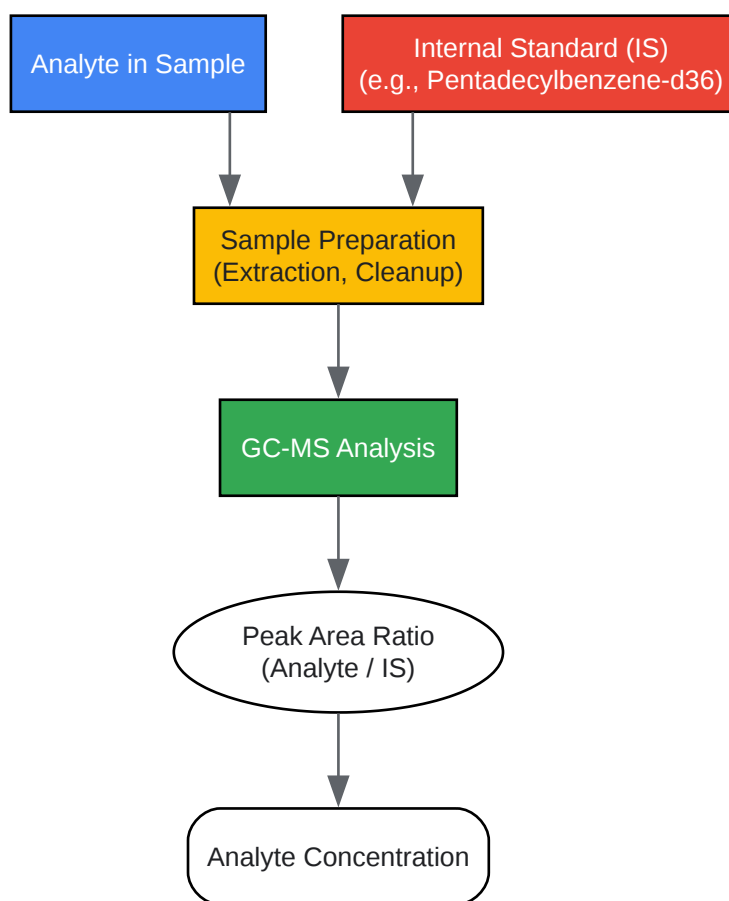 Analyte in Sample
Internal Standard (IS)
(e.g., Pentadecylbenzene-d36)
Sample Preparation
(Extraction, Cleanup)
GC-MS Analysis
Peak Area Ratio
(Analyte / IS)
Analyte Concentration